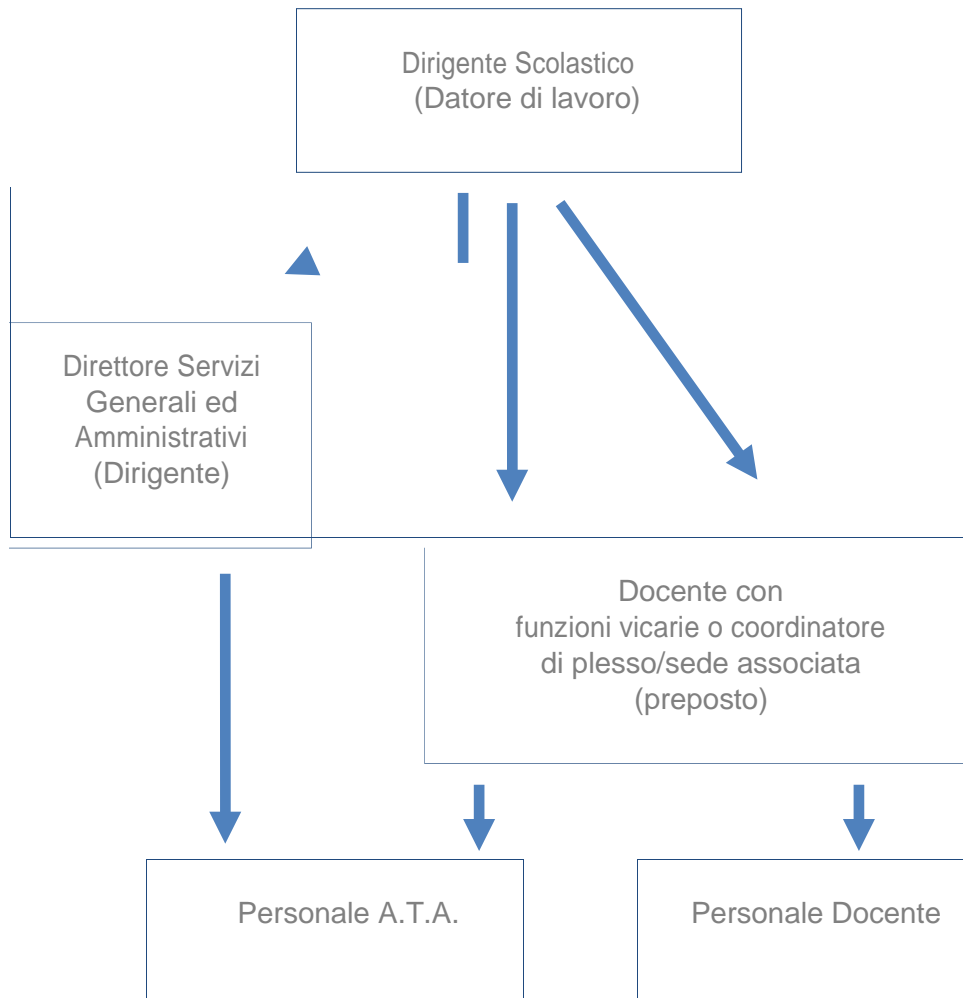 Dirigente Scolastico
(Datore di lavoro)
Direttore Servizi
Generali ed
Amministrativi
(Dirigente)
Docente con
funzioni vicarie o coordinatore
di plesso/sede associata
(preposto)
Personale A.T.A.
Personale Docente